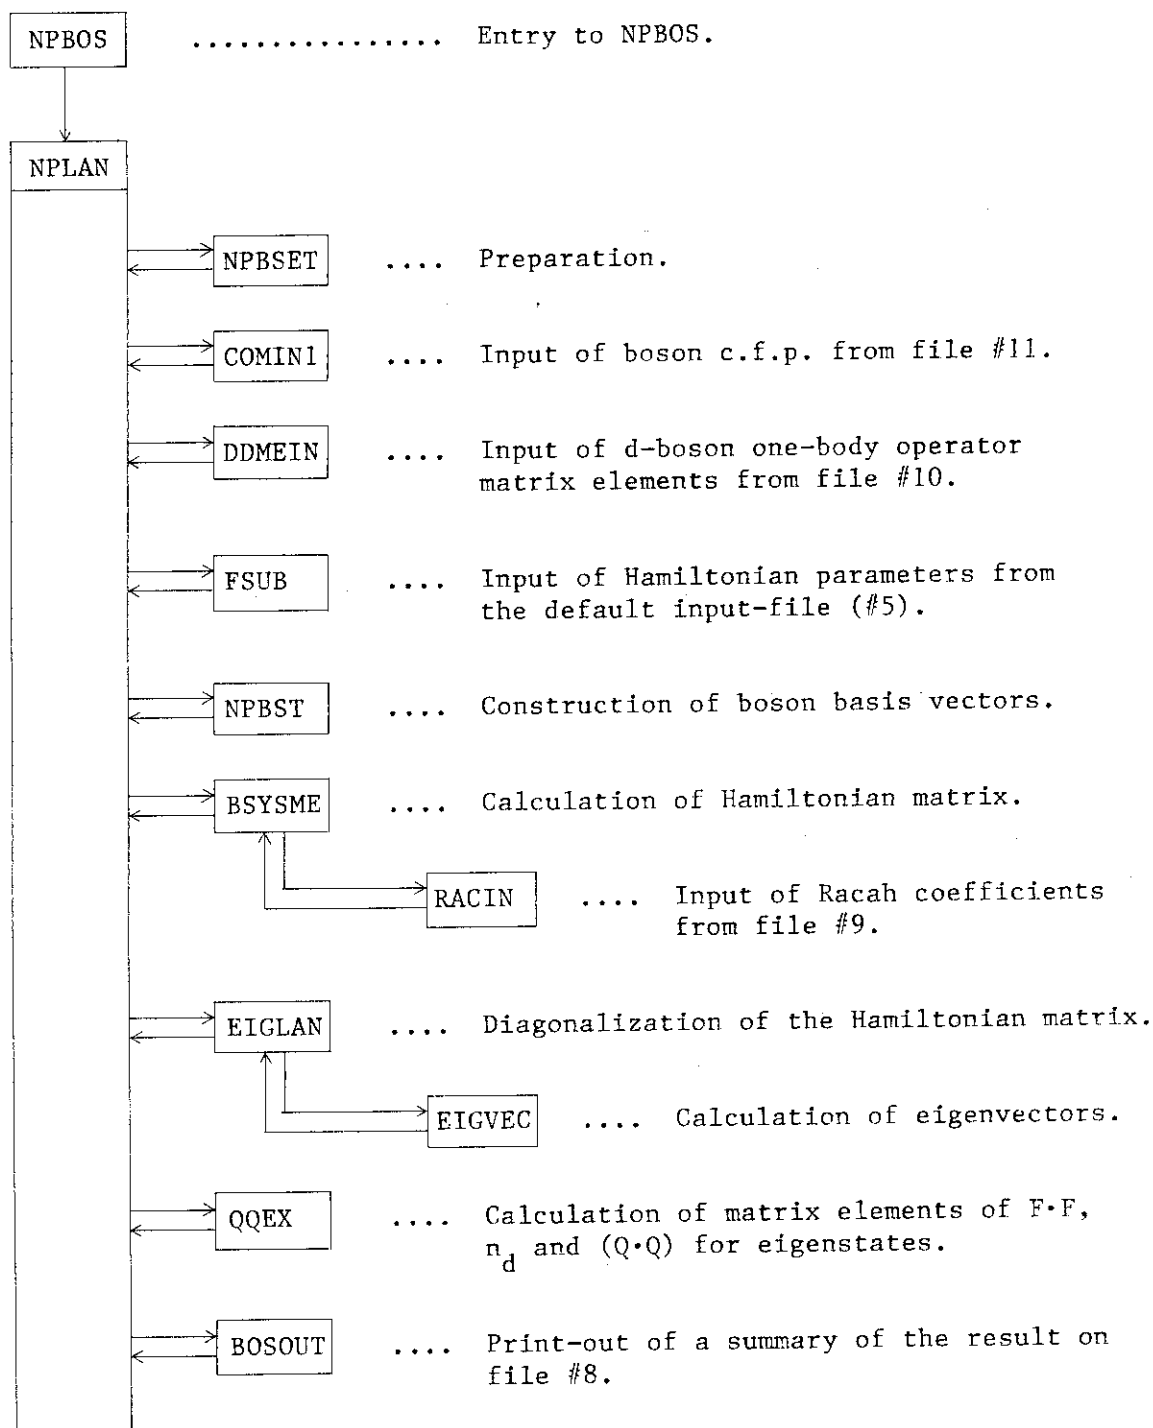 NPBOS ................ Entry to NPBOS.
NPLAN
NPBSET .... Preparation.
COMIN1 .... Input of boson c.f.p. from file #11.
DDMEIN .... Input of d-boson one-body operator
matrix elements from file #10.
FSUB .... Input of Hamiltonian parameters from
the default input-file (#5).
NPBST .... Construction of boson basis vectors.
BSYSME .... Calculation of Hamiltonian matrix.
RACIN .... Input of Racah coefficients
from file #9.
EIGLAN .... Diagonalization of the Hamiltonian matrix.
EIGVEC .... Calculation of eigenvectors.
QQEX .... Calculation of matrix elements of F·F,
n_d and (Q·Q) for eigenstates.
BOSOUT .... Print-out of a summary of the result on
file #8.